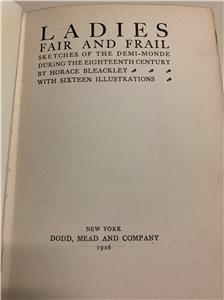 LADIES
FAIR AND FRAIL
SKETCHES OF THE DEMI-MONDE
DURING THE EIGHTEENTH CENTURY
BY HORACE BLEACKLEY
WITH SIXTEEN ILLUSTRATIONS
NEW YORK
DODD, MEAD AND COMPANY
1926